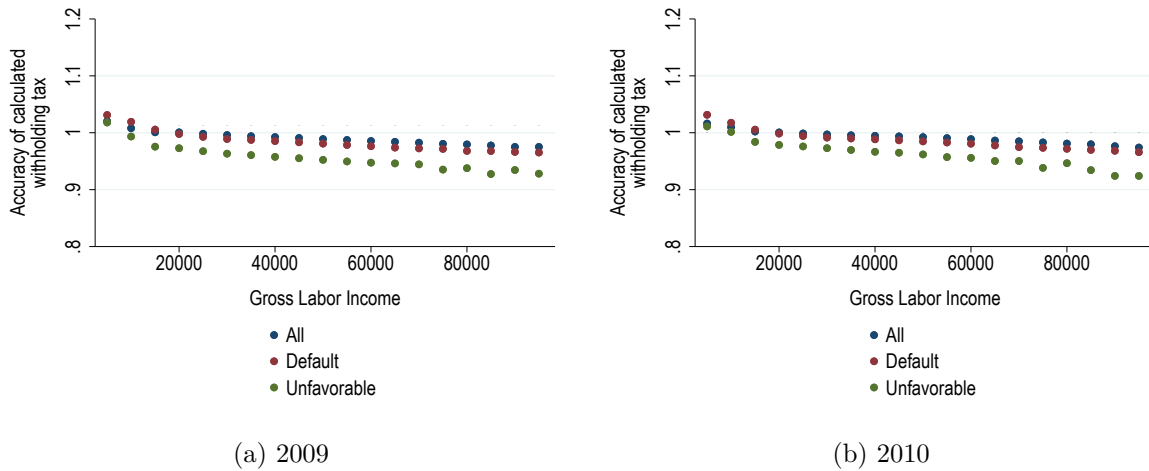 Accuracy of calculated
withholding tax
1.2
1.1
1
.9
.8
20000 40000 60000 80000
Gross Labor Income
All
Default
Unfavorable
(a) 2009
Accuracy of calculated
withholding tax
1.2
1.1
1
.9
.8
20000 40000 60000 80000
Gross Labor Income
All
Default
Unfavorable
(b) 2010